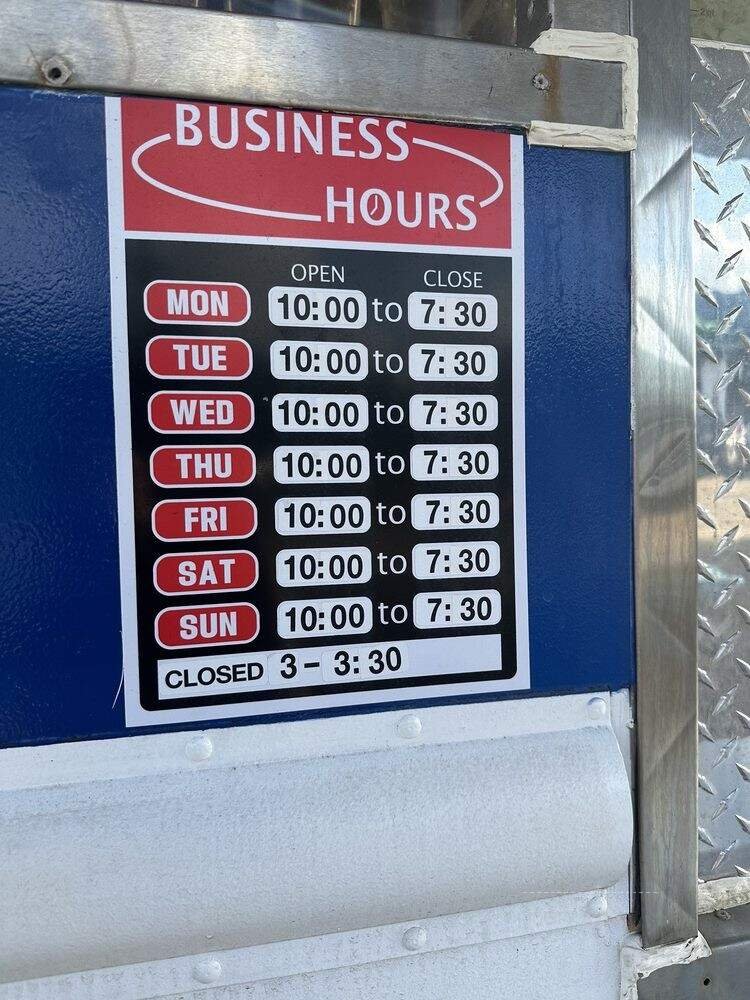 BUSINESS
HOURS
OPEN CLOSE
MON 10:00 to 7:30
TUE 10:00 to 7:30
WED 10:00 to 7:30
THU 10:00 to 7:30
FRI 10:00 to 7:30
SAT 10:00 to 7:30
SUN 10:00 to 7:30
CLOSED 3 - 3:30